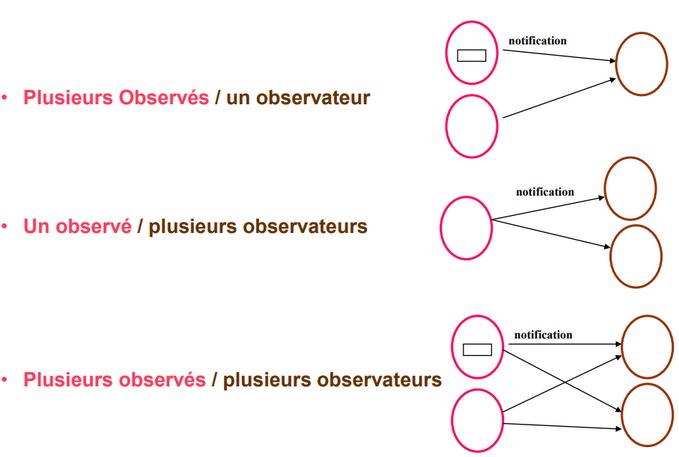 notification
• Plusieurs Observés / un observateur
notification
• Un observé / plusieurs observateurs
notification
• Plusieurs observés / plusieurs observateurs